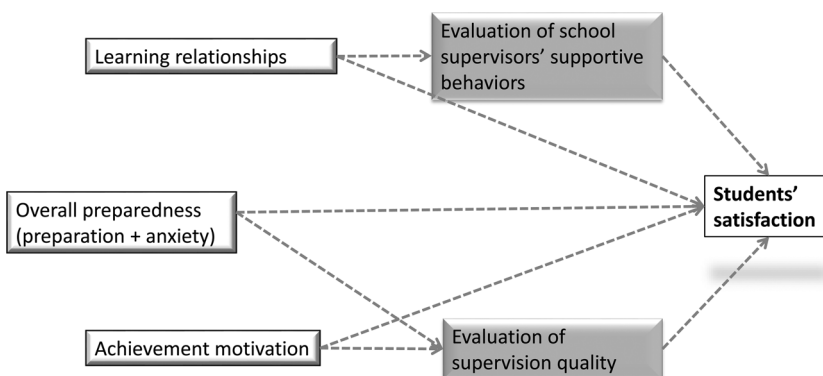 Learning relationships
Evaluation of school
supervisors' supportive
behaviors
Overall preparedness
(preparation + anxiety)
Students'
satisfaction
Achievement motivation
Evaluation of
supervision quality